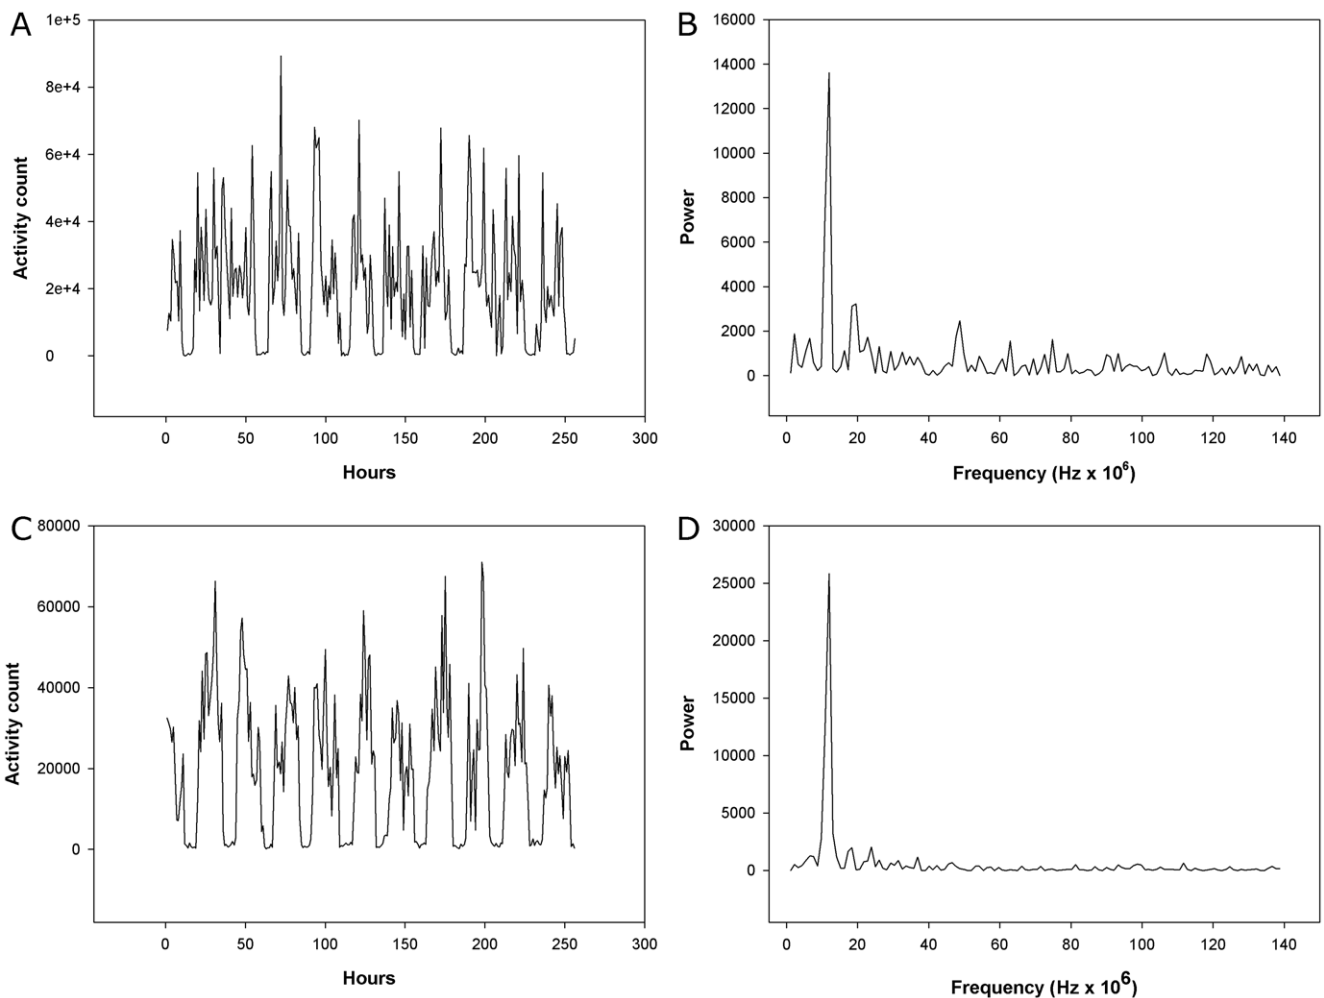 A
1e+5
8e+4
6e+4
4e+4
2e+4
0
Activity count
0 50 100 150 200 250 300
Hours
B
16000
14000
12000
10000
8000
6000
4000
2000
0
Power
0 20 40 60 80 100 120 140
Frequency (Hz x 10⁶)
C
80000
60000
40000
20000
0
Activity count
0 50 100 150 200 250 300
Hours
D
30000
25000
20000
15000
10000
5000
0
Power
0 20 40 60 80 100 120 140
Frequency (Hz x 10⁶)